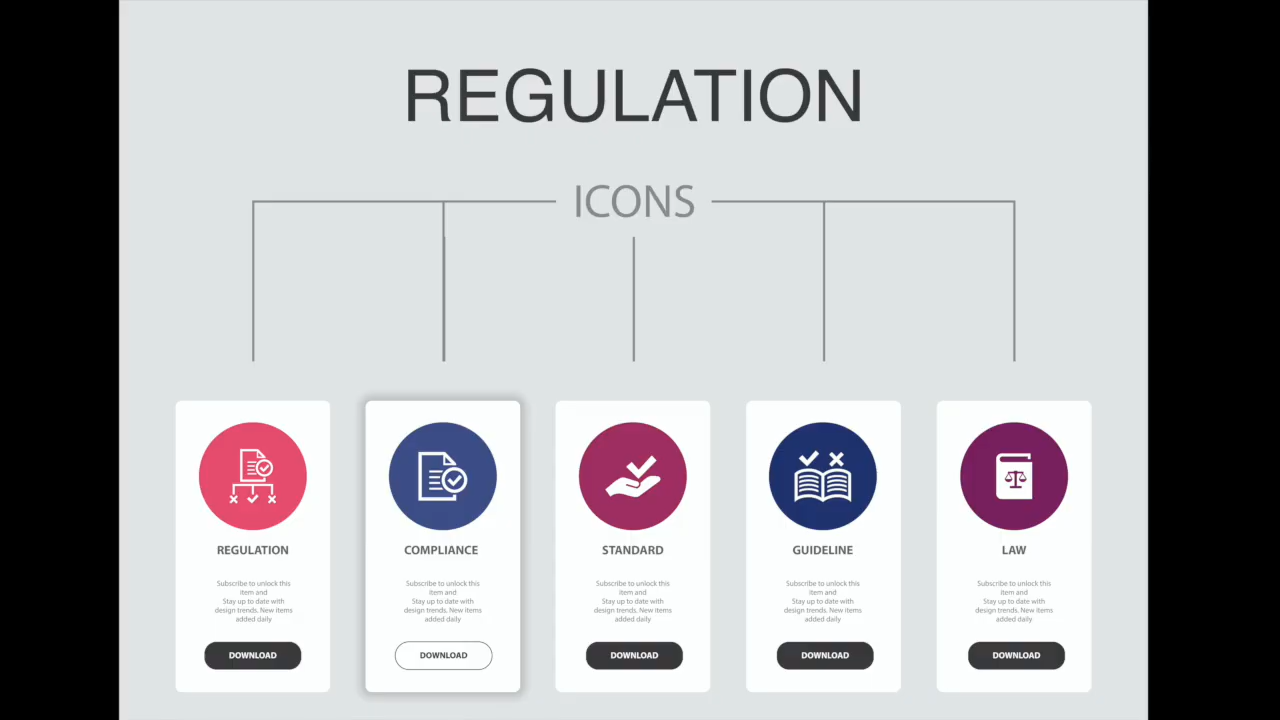 REGULATION
ICONS
REGULATION
Subscribe to unlock this
item and
Stay up to date with
design trends. New items
added daily
DOWNLOAD
COMPLIANCE
Subscribe to unlock this
item and
Stay up to date with
design trends. New items
added daily
DOWNLOAD
STANDARD
Subscribe to unlock this
item and
Stay up to date with
design trends. New items
added daily
DOWNLOAD
GUIDELINE
Subscribe to unlock this
item and
Stay up to date with
design trends. New items
added daily
DOWNLOAD
LAW
Subscribe to unlock this
item and
Stay up to date with
design trends. New items
added daily
DOWNLOAD